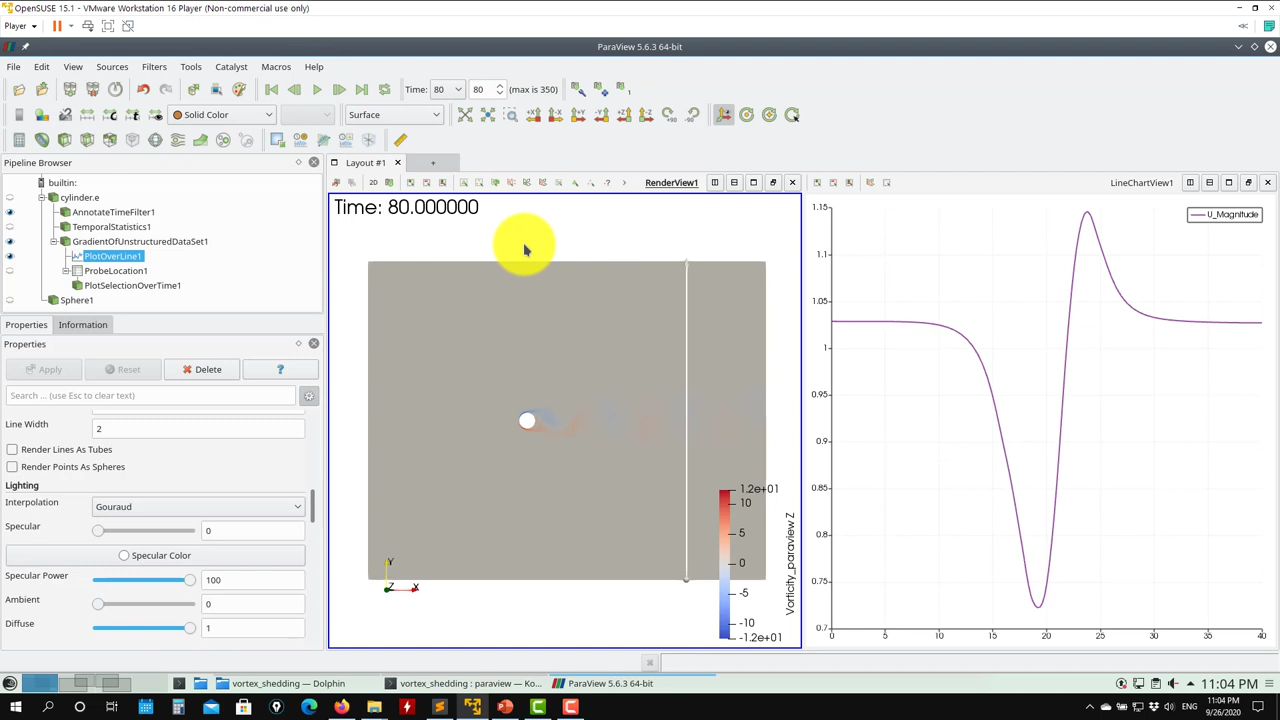 OpenSUSE 15.1 - VMware Workstation 16 Player (Non-commercial use only)
Player
ParaView 5.6.3 64-bit
File Edit View Sources Filters Tools Catalyst Macros Help
Time: 80 80 (max is 350)
Solid Color Surface
+X -X +Y -Y +Z -Z +90 -90
Pipeline Browser
Layout #1 +
builtin:
2D RenderView1 LineChartView1
cylinder.e
AnnotateTimeFilter1
TemporalStatistics1
GradientOfUnstructuredDataSet1
PlotOverLine1
ProbeLocation1
PlotSelectionOverTime1
Sphere1
Properties Information
Properties
Apply Reset Delete ?
Search ... (use Esc to clear text)
Line Width 2
Render Lines As Tubes
Render Points As Spheres
Lighting
Interpolation Gouraud
Specular 0
Specular Color
Specular Power 100
Ambient 0
Diffuse 1
Time: 80.000000
1.2e+01
10
5
0
-5
-10
-1.2e+01
Vorticity_paraview Z
Y
Z X
U_Magnitude
1.15
1.1
1.05
1
0.95
0.9
0.85
0.8
0.75
0.7
0 5 10 15 20 25 30 35 40
vortex_shedding - Dolphin
vortex_shedding : paraview — Ko...
ParaView 5.6.3 64-bit
11:04 PM
11:04 PM
9/26/2020